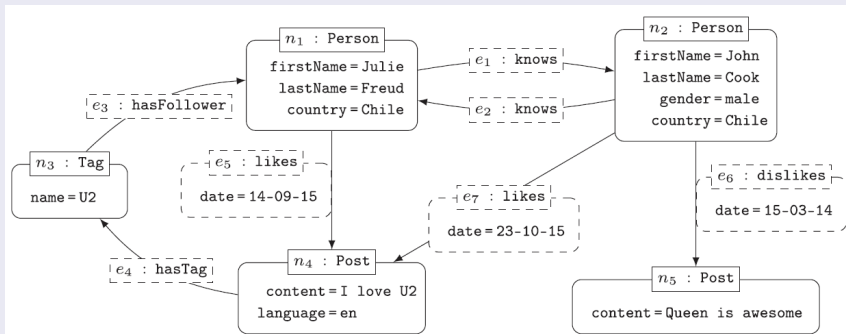 n₁ : Person
firstName = Julie
lastName = Freud
country = Chile
e₁ : knows
e₂ : knows
n₂ : Person
firstName = John
lastName = Cook
gender = male
country = Chile
e₃ : hasFollower
n₃ : Tag
name = U2
e₅ : likes
date = 14-09-15
e₇ : likes
date = 23-10-15
e₆ : dislikes
date = 15-03-14
e₄ : hasTag
n₄ : Post
content = I love U2
language = en
n₅ : Post
content = Queen is awesome